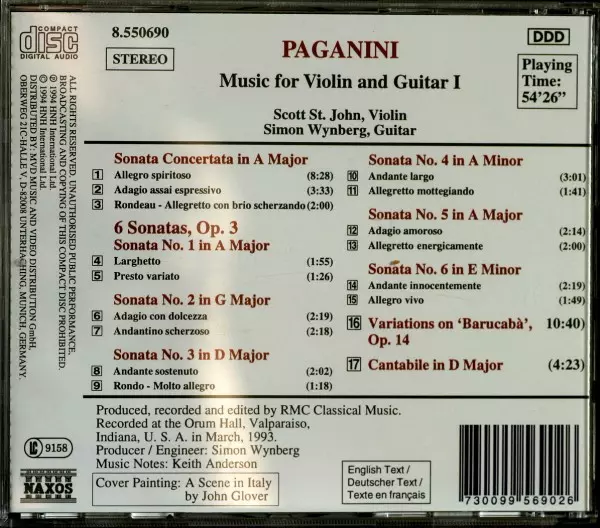 COMPACT
disc
DIGITAL AUDIO
8.550690
STEREO
DDD
Playing
Time:
54'26”
PAGANINI
Music for Violin and Guitar I
Scott St. John, Violin
Simon Wynberg, Guitar
Sonata Concertata in A Major
1 Allegro spiritoso (8:28)
2 Adagio assai espressivo (3:33)
3 Rondeau - Allegretto con brio scherzando (2:00)
6 Sonatas, Op. 3
Sonata No. 1 in A Major
4 Larghetto (1:55)
5 Presto variato (1:26)
Sonata No. 2 in G Major
6 Adagio con dolcezza (2:19)
7 Andantino scherzoso (2:18)
Sonata No. 3 in D Major
8 Andante sostenuto (2:02)
9 Rondo - Molto allegro (1:18)
Sonata No. 4 in A Minor
10 Andante largo (3:01)
11 Allegretto mottegiando (1:41)
Sonata No. 5 in A Major
12 Adagio amoroso (2:14)
13 Allegretto energicamente (2:00)
Sonata No. 6 in E Minor
14 Andante innocentemente (2:19)
15 Allegro vivo (1:49)
16 Variations on ‘Barucabà’, 10:40)
Op. 14
17 Cantabile in D Major (4:23)
Produced, recorded and edited by RMC Classical Music.
Recorded at the Orum Hall, Valparaiso,
Indiana, U. S. A. in March, 1993.
Producer / Engineer: Simon Wynberg
Music Notes: Keith Anderson
Cover Painting: A Scene in Italy
by John Glover
English Text /
Deutscher Text /
Texte en français
730099 569026
LC 9158
NAXOS
ALL RIGHTS RESERVED. UNAUTHORISED PUBLIC PERFORMANCE,
BROADCASTING AND COPYING OF THIS COMPACT DISC PROHIBITED.
℗ 1994 HNH International Ltd.
© 1994 HNH International Ltd.
DISTRIBUTED BY: MVD MUSIC AND VIDEO DISTRIBUTION GmbH,
OBERWEG 21C-HALLE V, D-82008 UNTERHACHING, MUNICH, GERMANY.